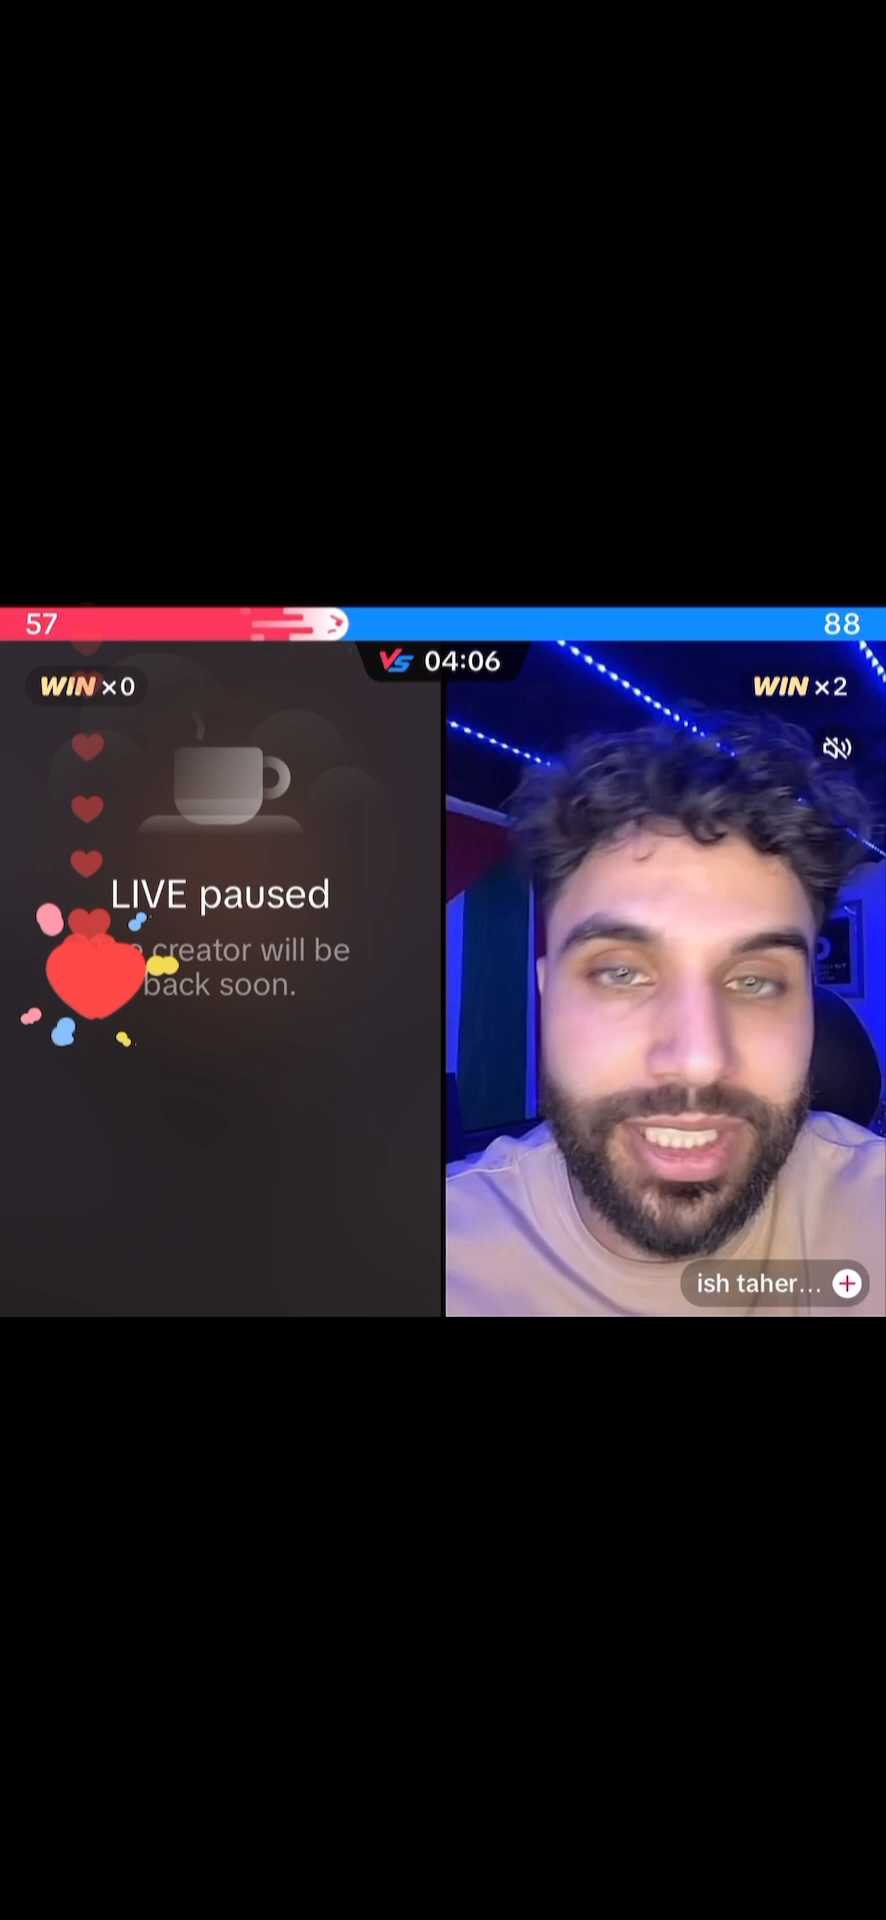 57
88
VS 04:06
WIN ×0
WIN ×2
LIVE paused
creator will be
back soon.
ish taher...